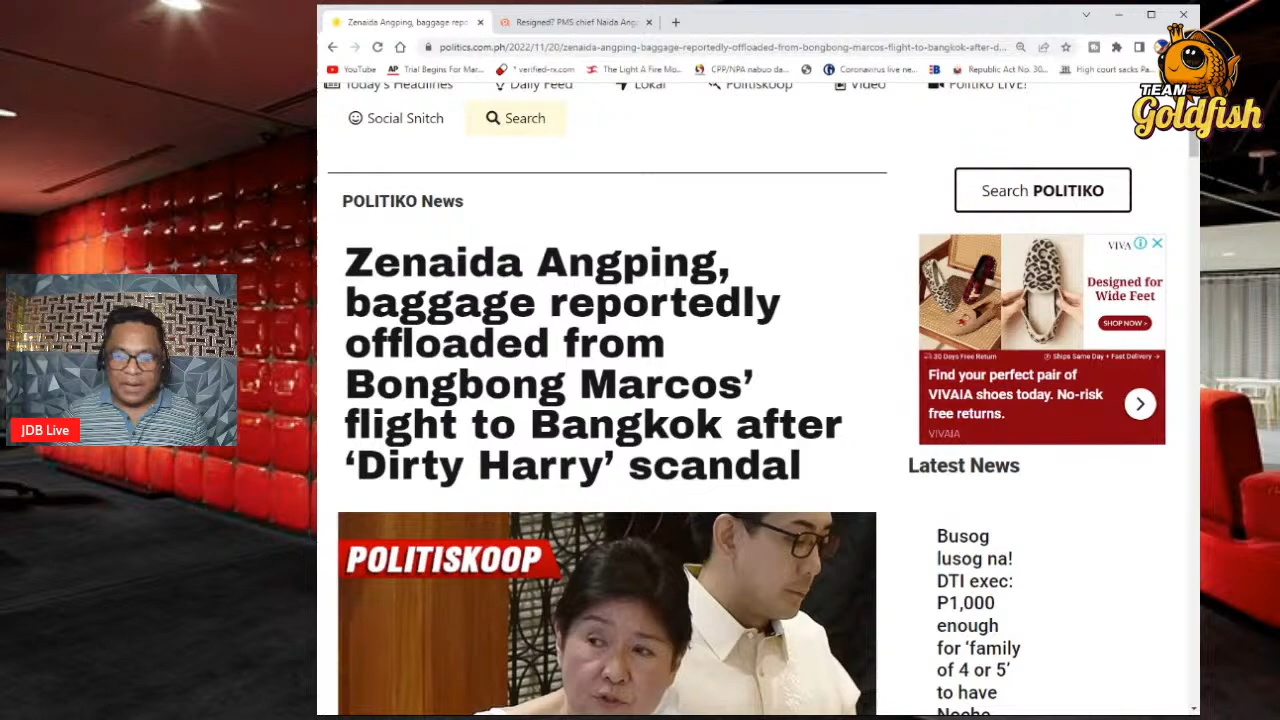 Zenaida Angping, baggage repo
Resigned? PMS chief Naida Ang
politics.com.ph/2022/11/20/zenaida-angping-baggage-reportedly-offloaded-from-bongbong-marcos-flight-to-bangkok-after-d...
YouTube
Trial Begins For Mar...
* verified-rx.com
The Light A Fire Mo...
CPP/NPA nabuo da...
Coronavirus live ne...
Republic Act No. 30...
High court sacks Pa
TEAM
Goldfish
Today's Headlines
Daily Feed
Lokal
Politiskoop
Video
Politiko LIVE!
Social Snitch
Search
Search POLITIKO
POLITIKO News
Zenaida Angping,
baggage reportedly
offloaded from
Bongbong Marcos’
flight to Bangkok after
‘Dirty Harry’ scandal
VIVA
Designed for
Wide Feet
SHOP NOW >
30 Days Free Return
Ships Same Day + Fast Delivery
Find your perfect pair of
VIVAIA shoes today. No-risk
free returns.
VIVAIA
JDB Live
Latest News
POLITISKOOP
Busog
lusog na!
DTI exec:
P1,000
enough
for ‘family
of 4 or 5’
to have
Noche